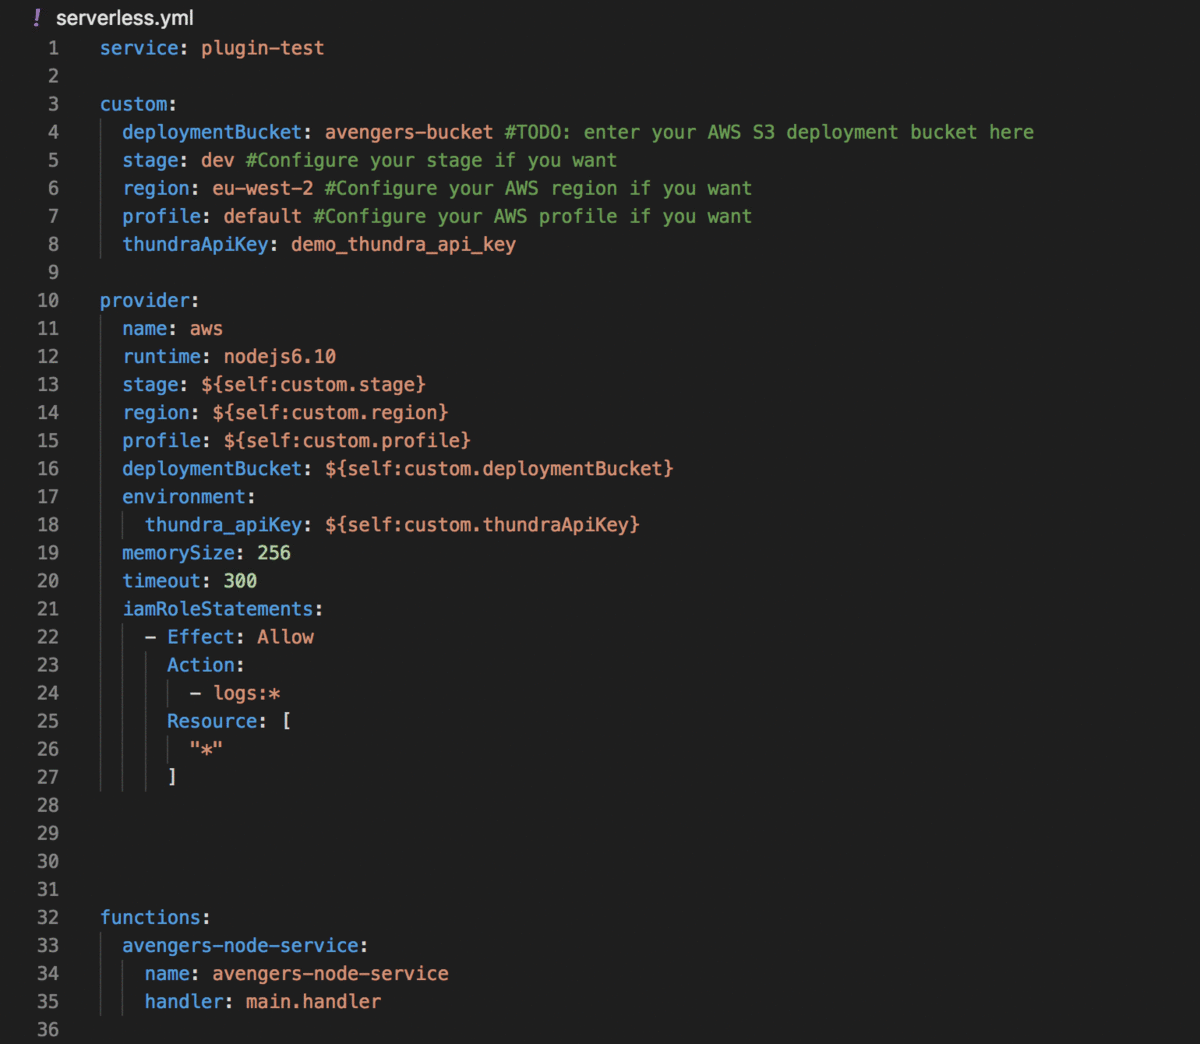 ! serverless.yml
1 service: plugin-test
2
3 custom:
4   deploymentBucket: avengers-bucket #TODO: enter your AWS S3 deployment bucket here
5   stage: dev #Configure your stage if you want
6   region: eu-west-2 #Configure your AWS region if you want
7   profile: default #Configure your AWS profile if you want
8   thundraApiKey: demo_thundra_api_key
9
10 provider:
11   name: aws
12   runtime: nodejs6.10
13   stage: ${self:custom.stage}
14   region: ${self:custom.region}
15   profile: ${self:custom.profile}
16   deploymentBucket: ${self:custom.deploymentBucket}
17   environment:
18     thundra_apiKey: ${self:custom.thundraApiKey}
19   memorySize: 256
20   timeout: 300
21   iamRoleStatements:
22     - Effect: Allow
23       Action:
24         - logs:*
25       Resource: [
26         "*"
27       ]
28
29
30
31
32 functions:
33   avengers-node-service:
34     name: avengers-node-service
35     handler: main.handler
36